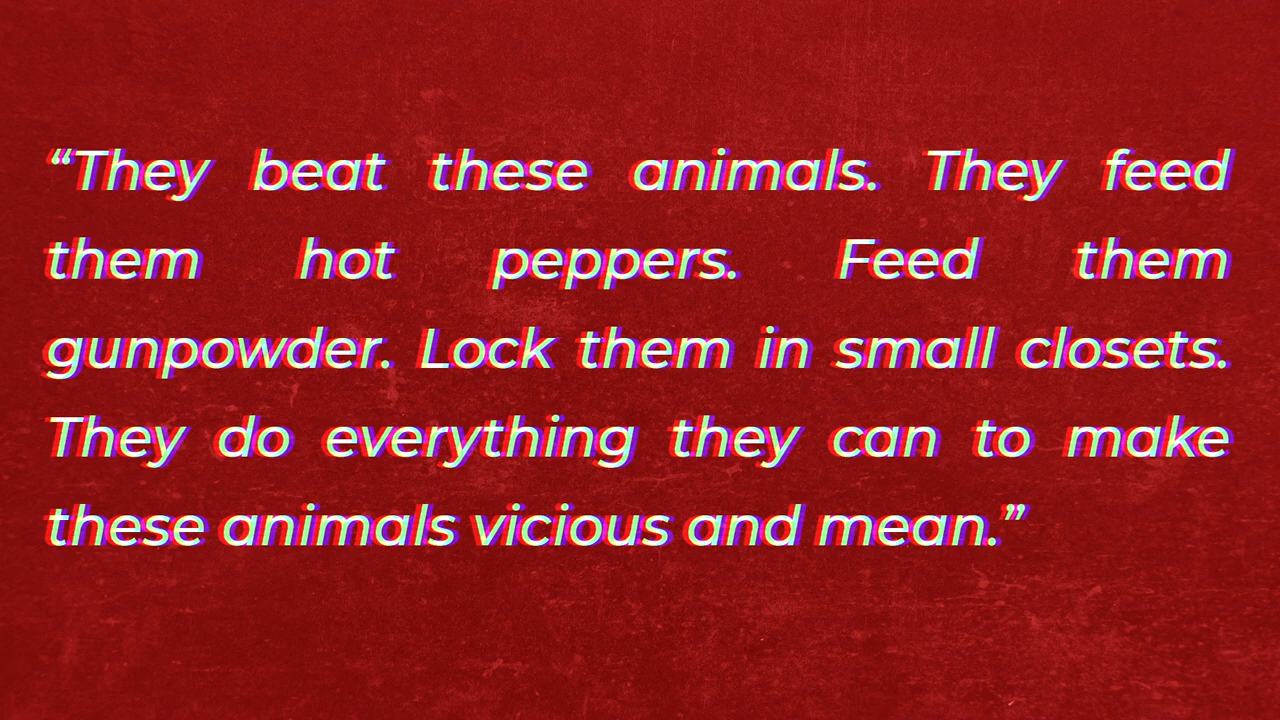 “They beat these animals. They feed
them hot peppers. Feed them
gunpowder. Lock them in small closets.
They do everything they can to make
these animals vicious and mean.”